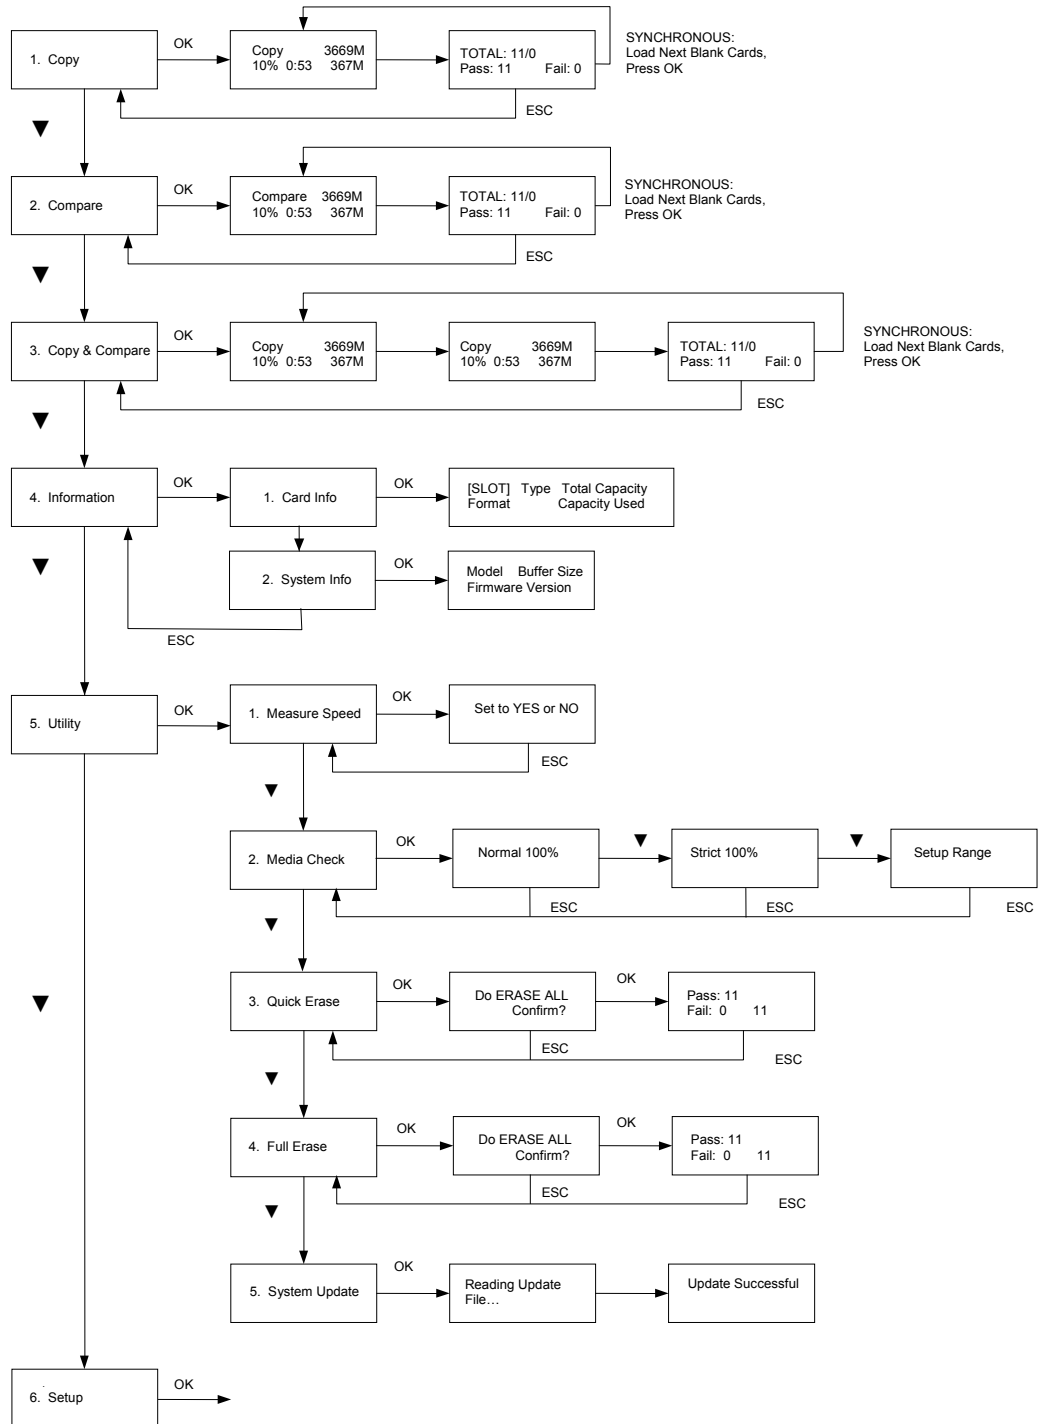 1. Copy
OK
Copy 3669M
10% 0:53 367M
TOTAL: 11/0
Pass: 11 Fail: 0
SYNCHRONOUS:
Load Next Blank Cards,
Press OK
ESC
▼
2. Compare
OK
Compare 3669M
10% 0:53 367M
TOTAL: 11/0
Pass: 11 Fail: 0
SYNCHRONOUS:
Load Next Blank Cards,
Press OK
ESC
▼
3. Copy & Compare
OK
Copy 3669M
10% 0:53 367M
Copy 3669M
10% 0:53 367M
TOTAL: 11/0
Pass: 11 Fail: 0
SYNCHRONOUS:
Load Next Blank Cards,
Press OK
ESC
▼
4. Information
OK
1. Card Info
OK
[SLOT] Type Total Capacity
Format Capacity Used
▼
2. System Info
OK
Model Buffer Size
Firmware Version
ESC
5. Utility
OK
1. Measure Speed
OK
Set to YES or NO
ESC
▼
2. Media Check
OK
Normal 100%
▼
Strict 100%
▼
Setup Range
ESC
ESC
ESC
▼
3. Quick Erase
OK
Do ERASE ALL
Confirm?
OK
Pass: 11
Fail: 0 11
ESC
ESC
▼
▼
4. Full Erase
OK
Do ERASE ALL
Confirm?
OK
Pass: 11
Fail: 0 11
ESC
ESC
▼
5. System Update
OK
Reading Update
File…
Update Successful
6. Setup
OK